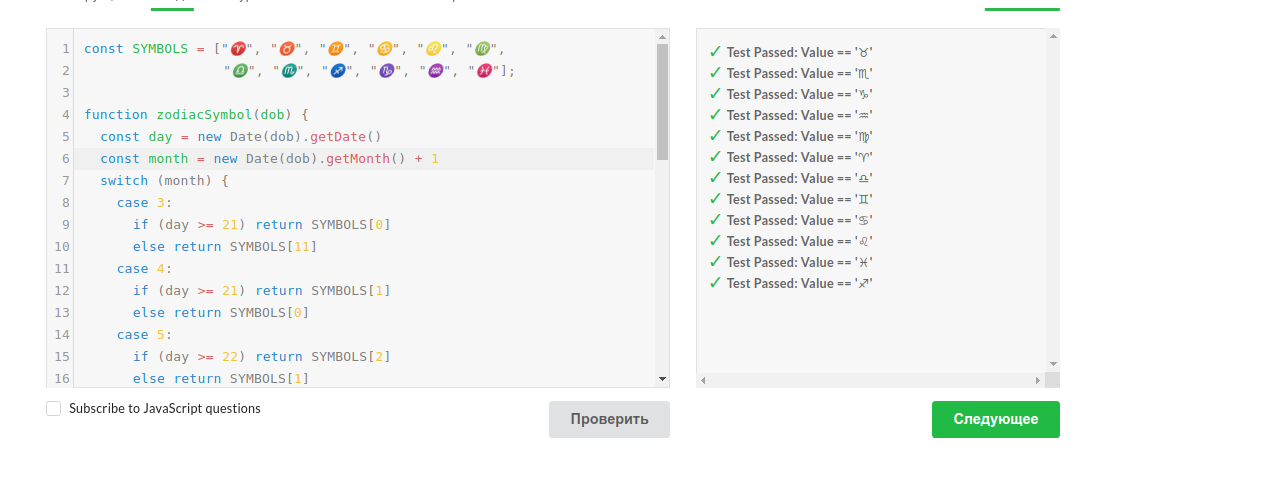 1 const SYMBOLS = ["♈", "♉", "♊", "♋", "♌", "♍",
2 "♎", "♏", "♐", "♑", "♒", "♓"];
3
4 function zodiacSymbol(dob) {
5 const day = new Date(dob).getDate()
6 const month = new Date(dob).getMonth() + 1
7 switch (month) {
8 case 3:
9 if (day >= 21) return SYMBOLS[0]
10 else return SYMBOLS[11]
11 case 4:
12 if (day >= 21) return SYMBOLS[1]
13 else return SYMBOLS[0]
14 case 5:
15 if (day >= 22) return SYMBOLS[2]
16 else return SYMBOLS[1]
✓ Test Passed: Value == '♉'
✓ Test Passed: Value == '♏'
✓ Test Passed: Value == '♑'
✓ Test Passed: Value == '♒'
✓ Test Passed: Value == '♍'
✓ Test Passed: Value == '♈'
✓ Test Passed: Value == '♎'
✓ Test Passed: Value == '♊'
✓ Test Passed: Value == '♋'
✓ Test Passed: Value == '♌'
✓ Test Passed: Value == '♓'
✓ Test Passed: Value == '♐'
Subscribe to JavaScript questions
Проверить
Следующее